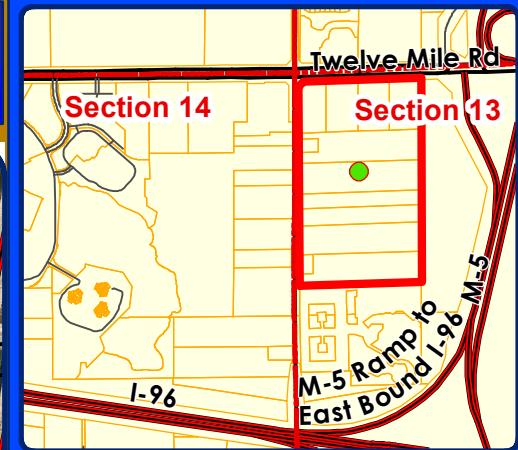 Twelve Mile Rd
Section 14
Section 13
M-5
M-5 Ramp to
East Bound I-96
I-96